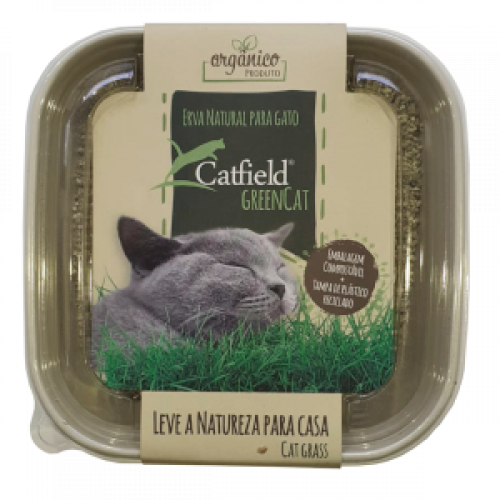 orgânico
PRODUTO
ERVA NATURAL PARA GATO
Catfield®
GREENCAT
EMBALAGEM
COMPOSTÁVEL
+
TAMPA DE PLÁSTICO
RECICLADO
LEVE A NATUREZA PARA CASA
CAT GRASS